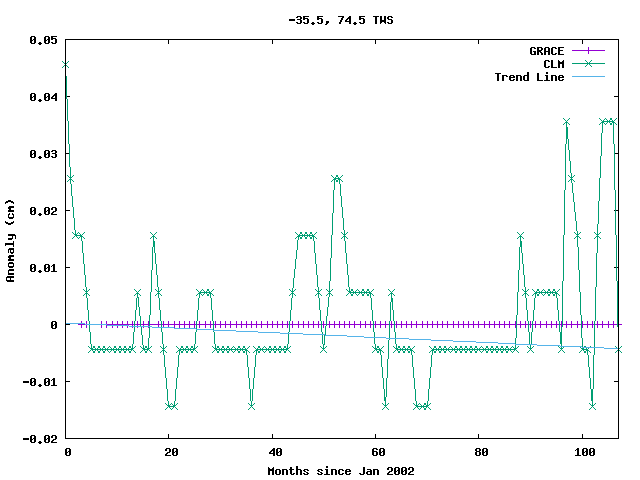 -35.5, 74.5 TWS
0.05
GRACE
CLM
Trend Line
0.04
0.03
0.02
0.01
0
-0.01
-0.02
Anomaly (cm)
0 20 40 60 80 100
Months since Jan 2002